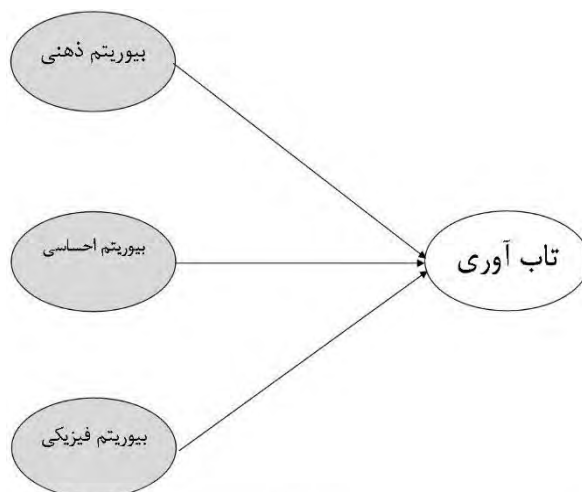 بیوریتم ذهنی
بیوریتم احساسی
تاب آوری
بیوریتم فیزیکی